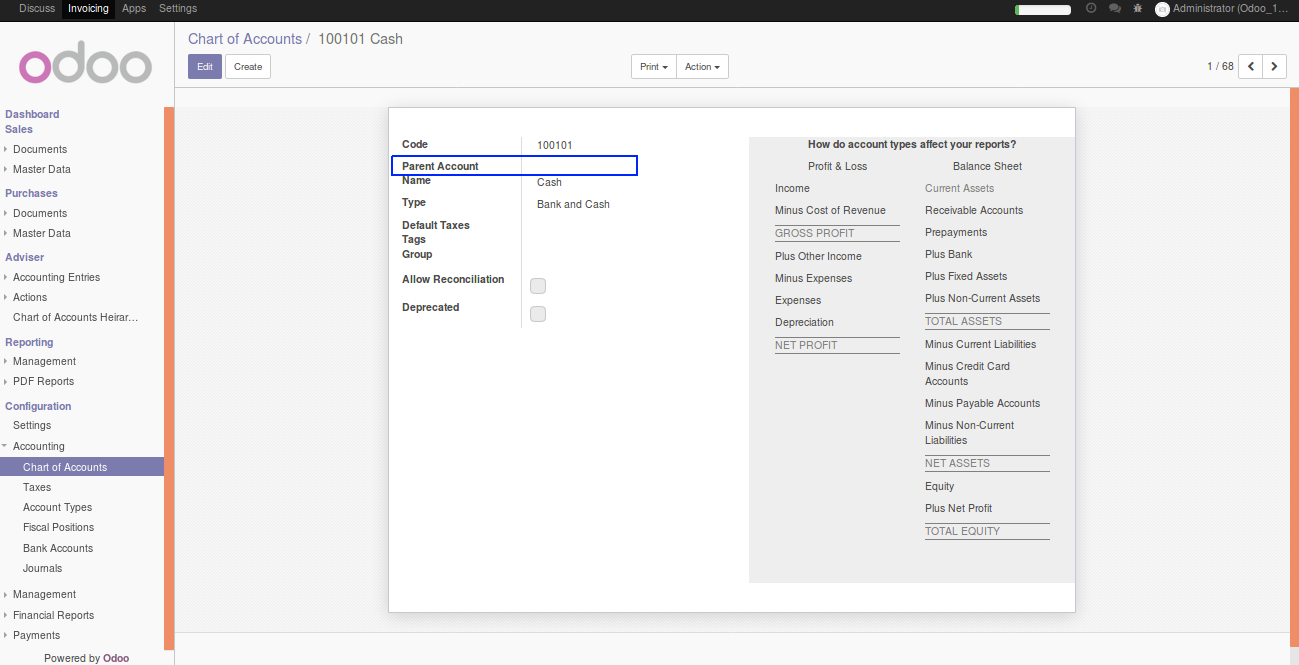 Discuss Invoicing Apps Settings Administrator (Odoo_1...
odoo
Chart of Accounts / 100101 Cash
Edit Create Print Action 1 / 68
Dashboard
Sales
Documents
Master Data
Purchases
Documents
Master Data
Adviser
Accounting Entries
Actions
Chart of Accounts Heirar...
Reporting
Management
PDF Reports
Configuration
Settings
Accounting
Chart of Accounts
Taxes
Account Types
Fiscal Positions
Bank Accounts
Journals
Management
Financial Reports
Payments
Powered by Odoo
Code 100101
Parent Account
Name Cash
Type Bank and Cash
Default Taxes
Tags
Group
Allow Reconciliation
Deprecated
How do account types affect your reports?
Profit & Loss
Income
Minus Cost of Revenue
GROSS PROFIT
Plus Other Income
Minus Expenses
Expenses
Depreciation
NET PROFIT
Balance Sheet
Current Assets
Receivable Accounts
Prepayments
Plus Bank
Plus Fixed Assets
Plus Non-Current Assets
TOTAL ASSETS
Minus Current Liabilities
Minus Credit Card
Accounts
Minus Payable Accounts
Minus Non-Current
Liabilities
NET ASSETS
Equity
Plus Net Profit
TOTAL EQUITY